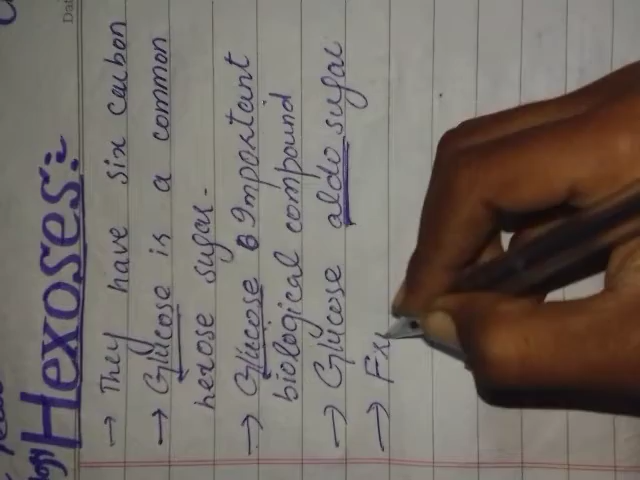 Hexoses:
→ They have six carbon
→ Glucose is a common
hexose sugar.
→ Glucose is Important
biological compound
→ Glucose aldo sugar
→ Fr